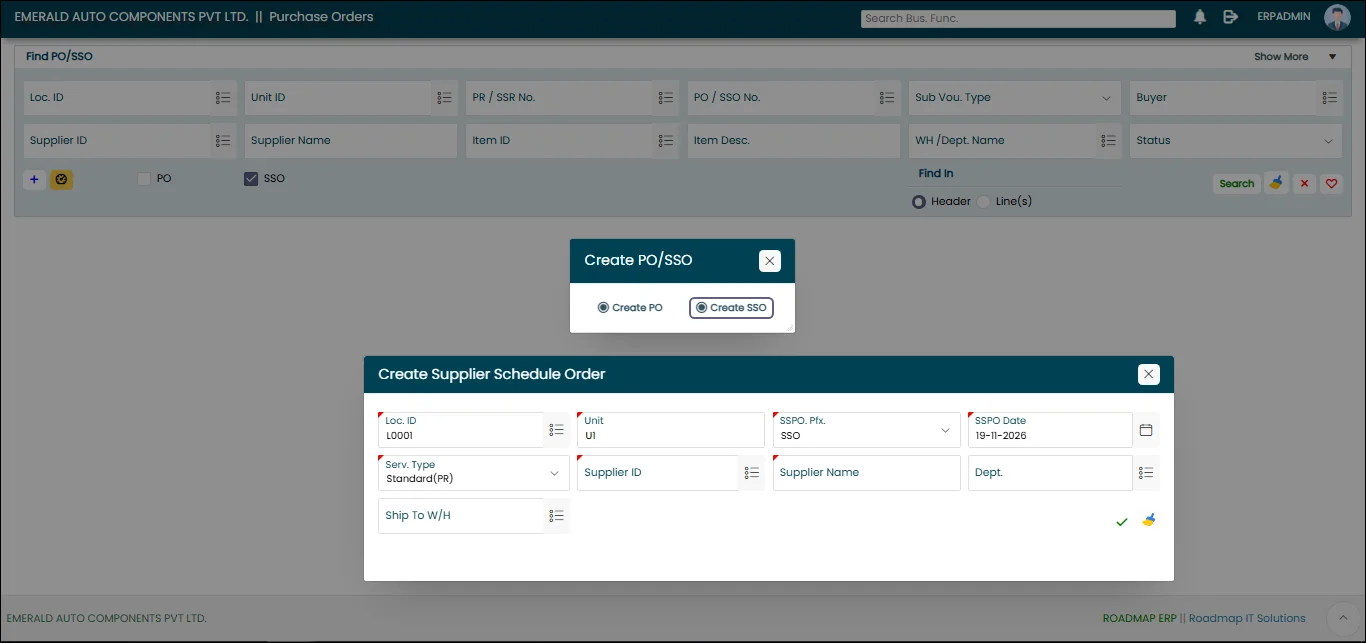 EMERALD AUTO COMPONENTS PVT LTD. || Purchase Orders
Search Bus. Func.
ERPADMIN
Find PO/SSO
Show More
Loc. ID
Unit ID
PR / SSR No.
PO / SSO No.
Sub Vou. Type
Buyer
Supplier ID
Supplier Name
Item ID
Item Desc.
WH /Dept. Name
Status
+
PO
SSO
Find In
Header
Line(s)
Search
Create PO/SSO
Create PO
Create SSO
Create Supplier Schedule Order
Loc. ID
L0001
Unit
U1
SSPO. Pfx.
SSO
SSPO Date
19-11-2026
Serv. Type
Standard(PR)
Supplier ID
Supplier Name
Dept.
Ship To W/H
EMERALD AUTO COMPONENTS PVT LTD.
ROADMAP ERP || Roadmap IT Solutions